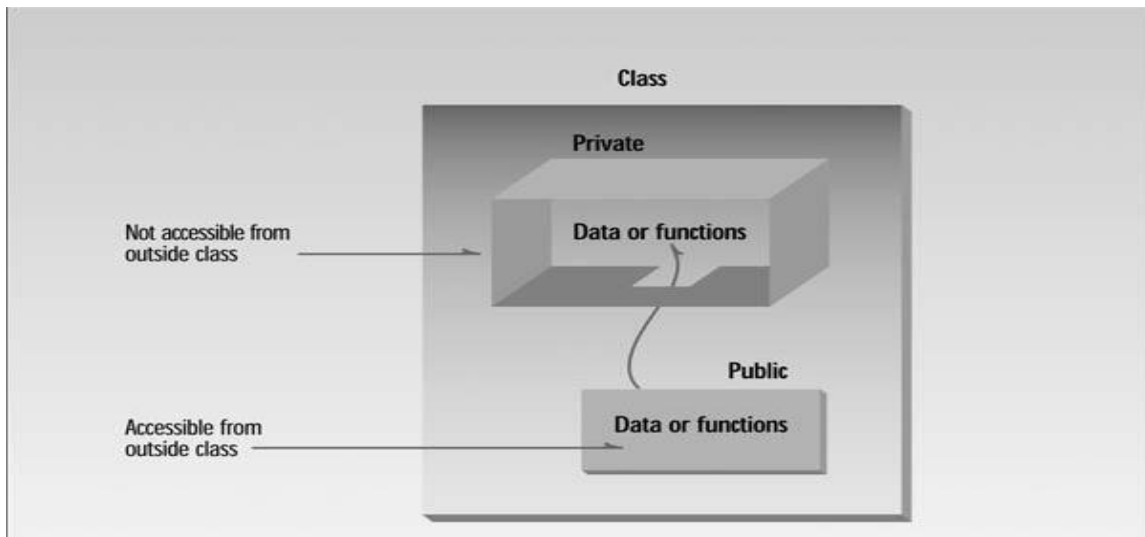 Class
Private
Not accessible from
outside class
Data or functions
Public
Accessible from
outside class
Data or functions